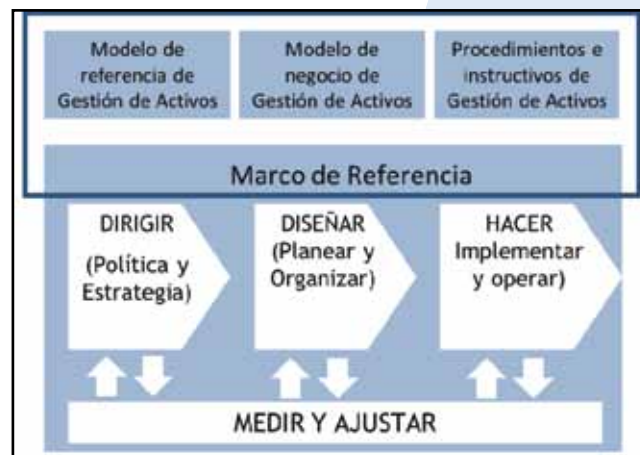 Modelo de
referencia de
Gestión de Activos
Modelo de
negocio de
Gestión de Activos
Procedimientos e
instructivos de
Gestión de Activos
Marco de Referencia
DIRIGIR
(Política y
Estrategia)
DISEÑAR
(Planear y
Organizar)
HACER
Implementar
y operar)
MEDIR Y AJUSTAR